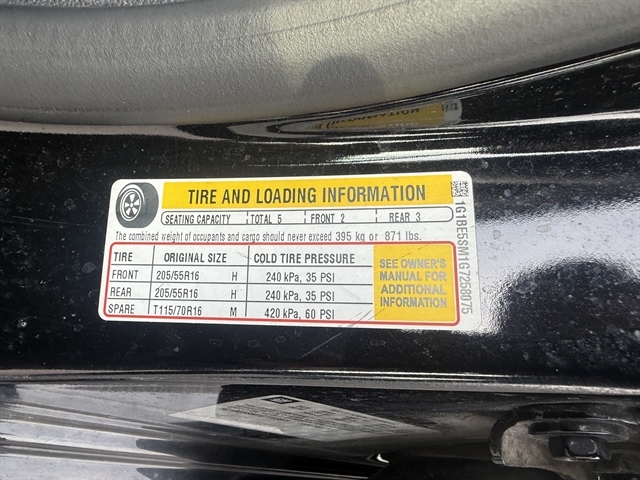 TIRE AND LOADING INFORMATION
SEATING CAPACITY TOTAL 5 FRONT 2 REAR 3
The combined weight of occupants and cargo should never exceed 395 kg or 871 lbs.
TIRE ORIGINAL SIZE COLD TIRE PRESSURE
FRONT 205/55R16 H 240 kPa, 35 PSI
REAR 205/55R16 H 240 kPa, 35 PSI
SPARE T115/70R16 M 420 kPa, 60 PSI
SEE OWNER'S
MANUAL FOR
ADDITIONAL
INFORMATION
1G1BE5SM1G7258075